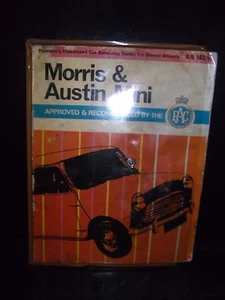 Morris &
Austin Mini
APPROVED & RECOMMENDED BY THE
RAC